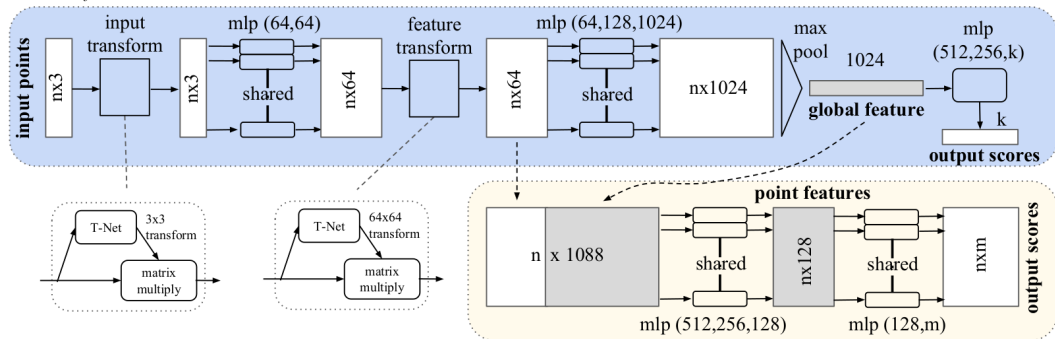 input points
nx3
input
transform
nx3
mlp (64,64)
shared
nx64
feature
transform
nx64
mlp (64,128,1024)
shared
nx1024
max
pool
1024
global feature
mlp
(512,256,k)
k
output scores
T-Net
3x3
transform
matrix
multiply
T-Net
64x64
transform
matrix
multiply
point features
n x 1088
shared
mlp (512,256,128)
nx128
shared
mlp (128,m)
nxm
output scores